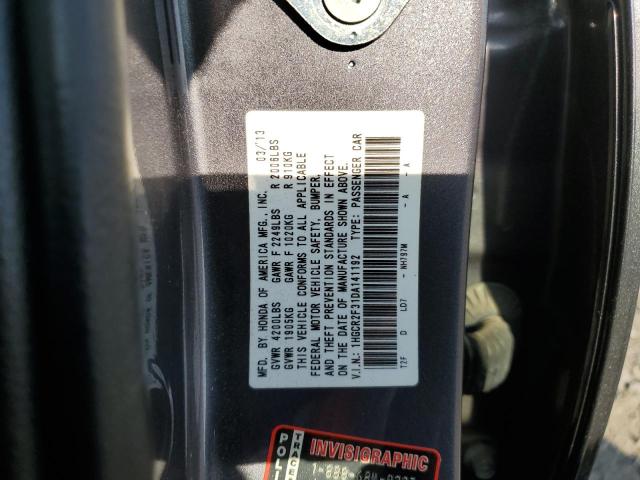 MFD. BY HONDA OF AMERICA MFG., INC. 03/13
GVWR 4200LBS GAWR F 2249LBS R 2006LBS
GVWR 1905KG GAWR F 1020KG R 910KG
THIS VEHICLE CONFORMS TO ALL APPLICABLE
FEDERAL MOTOR VEHICLE SAFETY, BUMPER,
AND THEFT PREVENTION STANDARDS IN EFFECT
ON THE DATE OF MANUFACTURE SHOWN ABOVE.
V.I.N.: 1HGCR2F31DA141192 TYPE: PASSENGER CAR
T2F D LD7 - NH797M - A - A
INVISIGRAPHIC